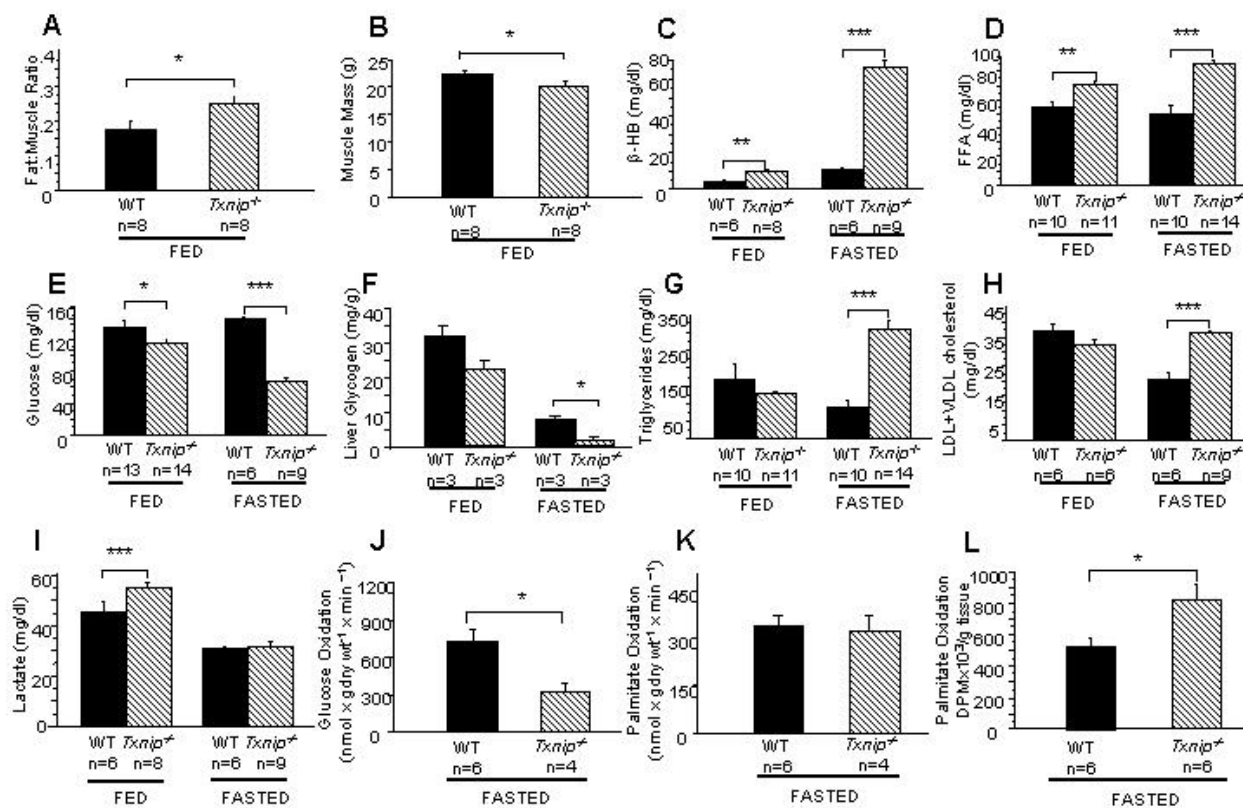 A
Fat:Muscle Ratio
.4
.3
.2
.1
0
*
WT
Txnip-/-
n=8
n=8
FED
B
Muscle Mass (g)
25
20
15
10
5
0
*
WT
Txnip-/-
n=8
n=8
FED
C
β-HB (mg/dl)
80
60
40
20
0
**
***
WT Txnip-/- WT Txnip-/-
n=6 n=8 n=6 n=9
FED FASTED
D
FFA (mg/dl)
100
80
60
40
20
0
**
***
WT Txnip-/- WT Txnip-/-
n=10 n=11 n=10 n=14
FED FASTED
E
Glucose (mg/dl)
160
120
80
40
0
*
***
WT Txnip-/- WT Txnip-/-
n=13 n=14 n=6 n=9
FED FASTED
F
Liver Glycogen (mg/g)
40
30
20
10
0
*
WT Txnip-/- WT Txnip-/-
n=3 n=3 n=3 n=3
FED FASTED
G
Triglycerides (mg/dl)
350
250
150
50
***
WT Txnip-/- WT Txnip-/-
n=10 n=11 n=10 n=14
FED FASTED
H
LDL+VLDL cholesterol
(mg/dl)
45
35
25
15
5
***
WT Txnip-/- WT Txnip-/-
n=6 n=6 n=6 n=9
FED FASTED
I
Lactate (mg/dl)
60
40
20
0
***
WT Txnip-/- WT Txnip-/-
n=6 n=8 n=6 n=9
FED FASTED
J
Glucose Oxidation
(nmol x gdry wt⁻¹ x min⁻¹)
1200
900
600
300
0
*
WT Txnip-/-
n=6 n=4
FASTED
K
Palmitate Oxidation
(nmol x gdry wt⁻¹ x min⁻¹)
450
300
150
0
WT Txnip-/-
n=6 n=4
FASTED
L
Palmitate Oxidation
DPM×10³/g tissue
1000
800
600
400
200
0
*
WT Txnip-/-
n=6 n=6
FASTED